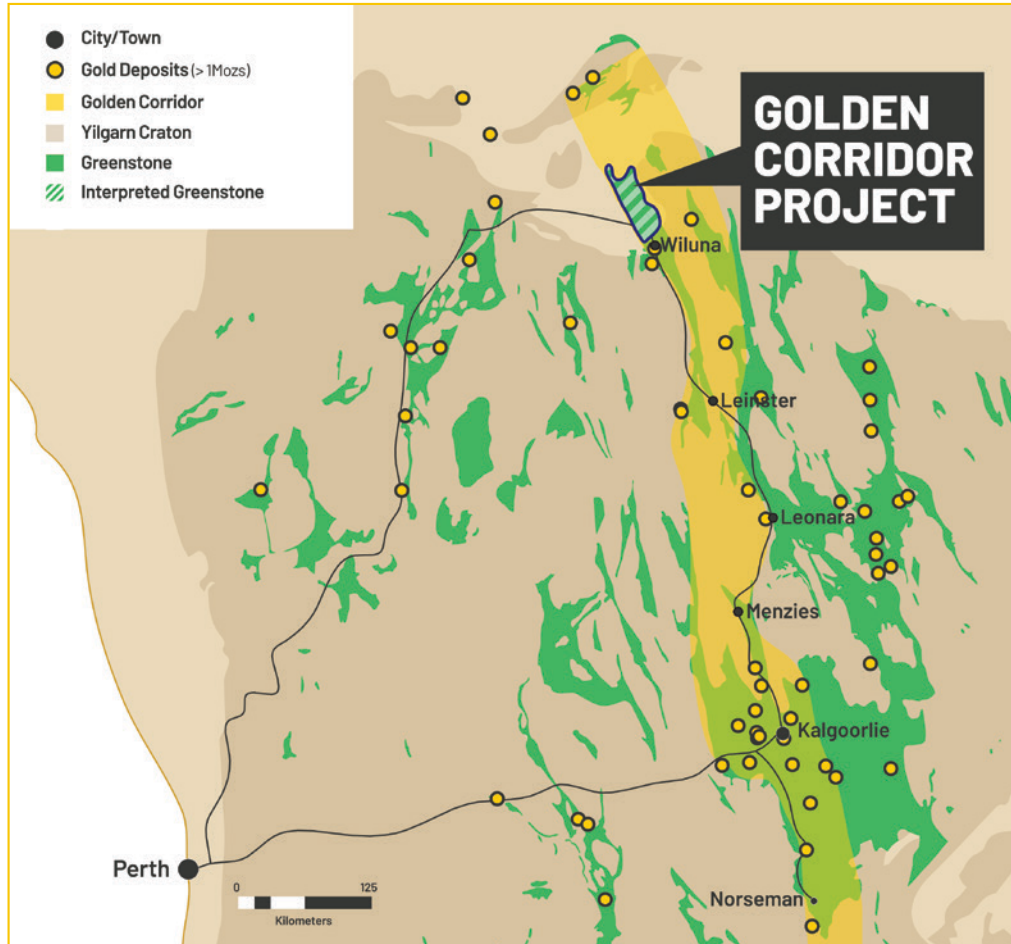 City/Town
Gold Deposits (> 1Mozs)
Golden Corridor
Yilgarn Craton
Greenstone
Interpreted Greenstone
GOLDEN
CORRIDOR
PROJECT
Wiluna
Leinster
Leonara
Menzies
Kalgoorlie
Perth
0 125
Kilometers
Norseman